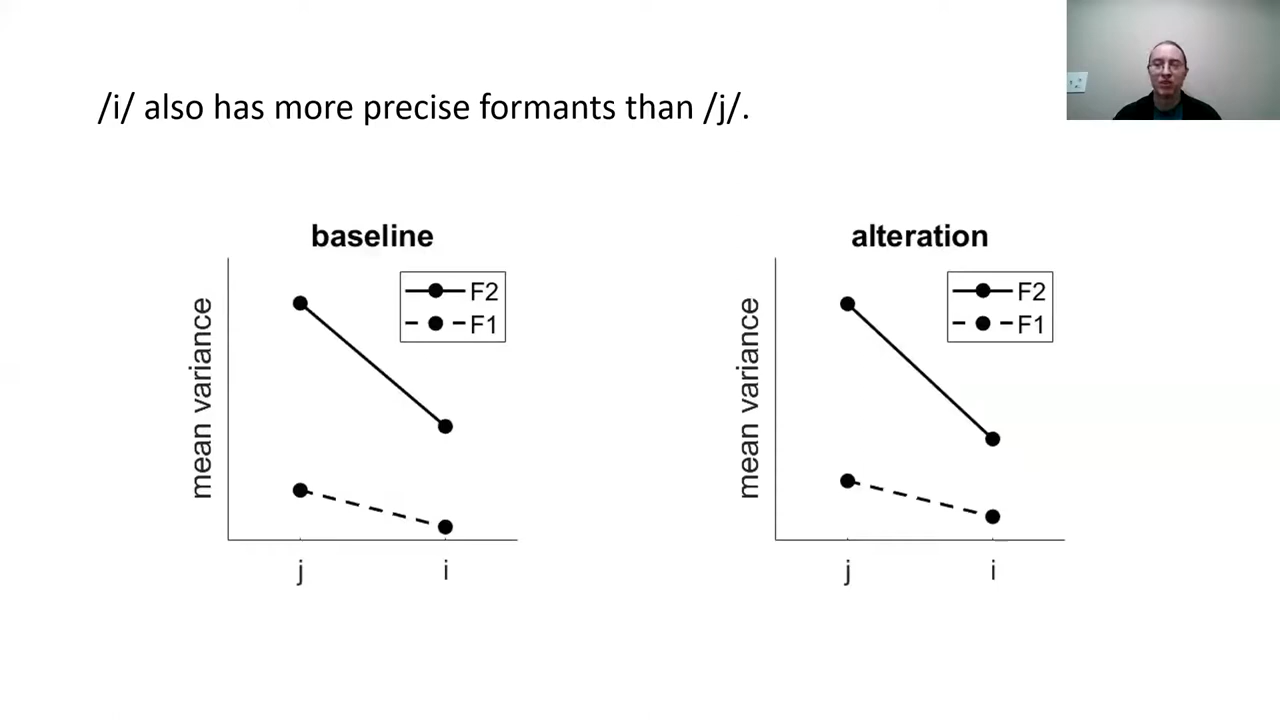 /i/ also has more precise formants than /j/.
baseline
F2
F1
mean variance
j
i
alteration
F2
F1
mean variance
j
i